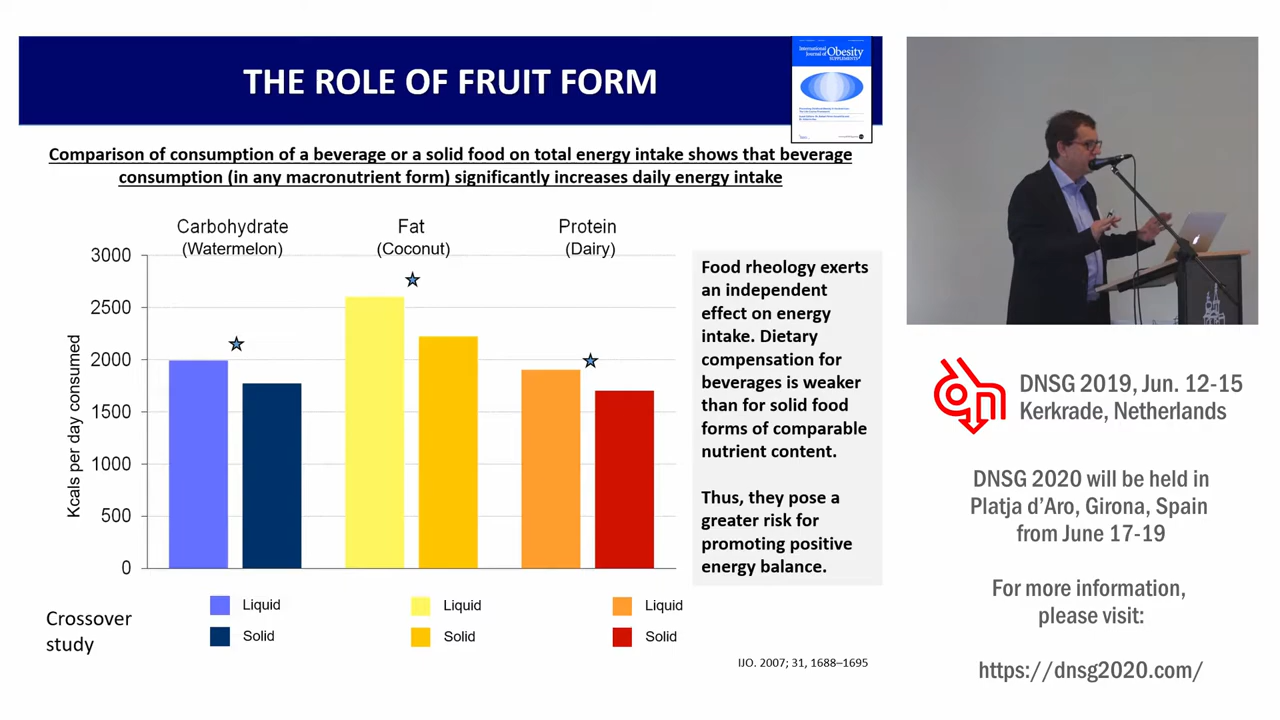 THE ROLE OF FRUIT FORM
International
Journal of Obesity
SUPPLEMENTS
Comparison of consumption of a beverage or a solid food on total energy intake shows that beverage
consumption (in any macronutrient form) significantly increases daily energy intake
Carbohydrate
(Watermelon)
Fat
(Coconut)
Protein
(Dairy)
Kcals per day consumed
3000
2500
2000
1500
1000
500
0
Liquid
Solid
Liquid
Solid
Liquid
Solid
Crossover
study
Food rheology exerts
an independent
effect on energy
intake. Dietary
compensation for
beverages is weaker
than for solid food
forms of comparable
nutrient content.
Thus, they pose a
greater risk for
promoting positive
energy balance.
IJO. 2007; 31, 1688–1695
DNSG 2019, Jun. 12-15
Kerkrade, Netherlands
DNSG 2020 will be held in
Platja d’Aro, Girona, Spain
from June 17-19
For more information,
please visit:
https://dnsg2020.com/